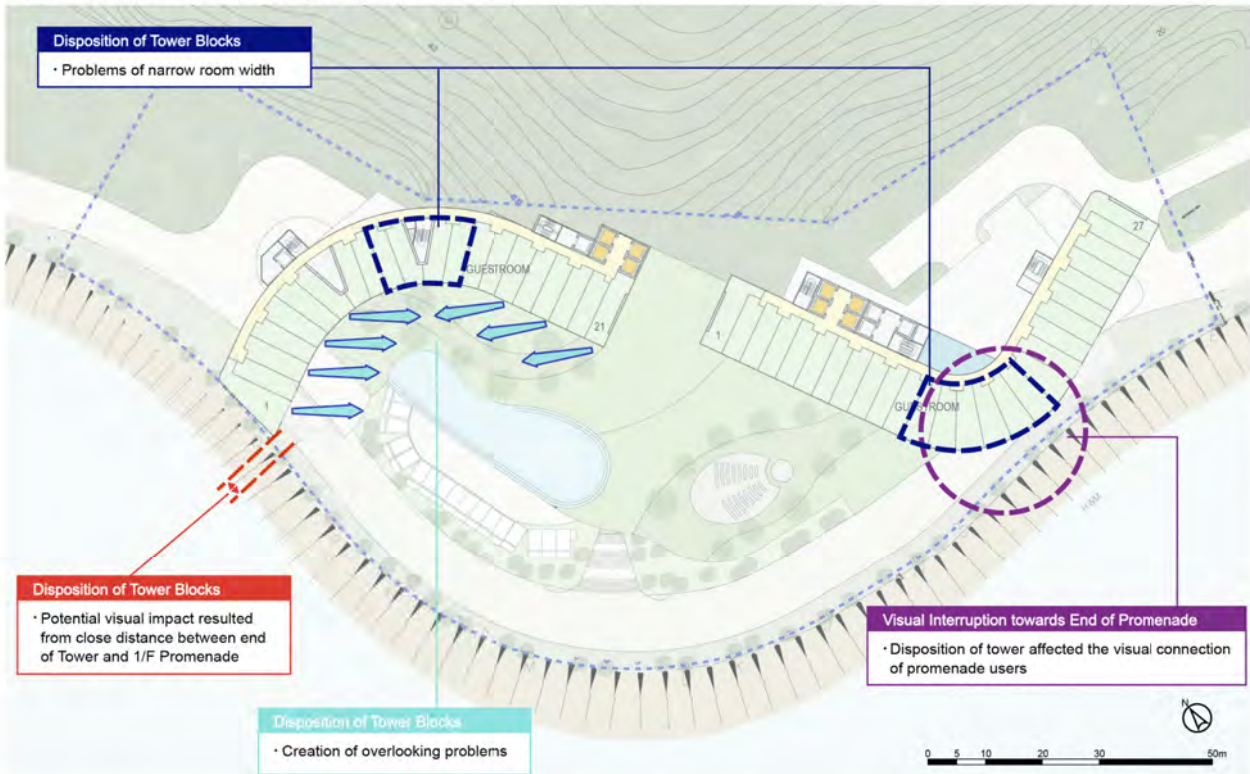 Disposition of Tower Blocks
· Problems of narrow room width
40
20
GUESTROOM
21
1
27
1
GUESTROOM
H.W.M.
Disposition of Tower Blocks
· Potential visual impact resulted
from close distance between end
of Tower and 1/F Promenade
Visual Interruption towards End of Promenade
· Disposition of tower affected the visual connection
of promenade users
Disposition of Tower Blocks
· Creation of overlooking problems
N
0 5 10 20 30 50m